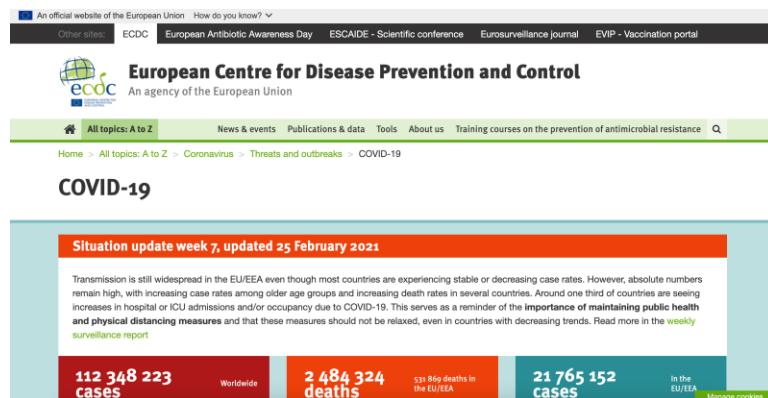 An official website of the European Union How do you know?
Other sites: ECDC European Antibiotic Awareness Day ESCAIDE - Scientific conference Eurosurveillance journal EVIP - Vaccination portal
ecdc
European Centre for Disease Prevention and Control
An agency of the European Union
All topics: A to Z News & events Publications & data Tools About us Training courses on the prevention of antimicrobial resistance
Home > All topics: A to Z > Coronavirus > Threats and outbreaks > COVID-19
COVID-19
Situation update week 7, updated 25 February 2021
Transmission is still widespread in the EU/EEA even though most countries are experiencing stable or decreasing case rates. However, absolute numbers
remain high, with increasing case rates among older age groups and increasing death rates in several countries. Around one third of countries are seeing
increases in hospital or ICU admissions and/or occupancy due to COVID-19. This serves as a reminder of the importance of maintaining public health
and physical distancing measures and that these measures should not be relaxed, even in countries with decreasing trends. Read more in the weekly
surveillance report
112 348 223
cases
Worldwide
2 484 324
deaths
531 869 deaths in
the EU/EEA
21 765 152
cases
In the
EU/EEA
Manage cookies